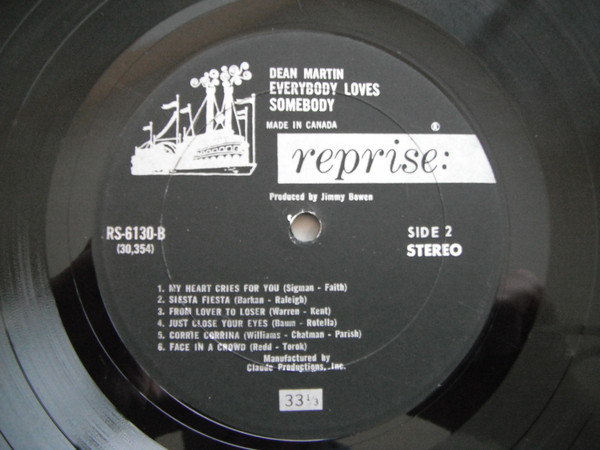 DEAN MARTIN
EVERYBODY LOVES
SOMEBODY
MADE IN CANADA
®
reprise:
Produced by Jimmy Bowen
RS-6130-B
(30,354)
SIDE 2
STEREO
1. MY HEART CRIES FOR YOU (Sigman - Faith)
2. SIESTA FIESTA (Barkan - Raleigh)
3. FROM LOVER TO LOSER (Warren - Kent)
4. JUST CLOSE YOUR EYES (Baum - Rotella)
5. CORRIE CORRINA (Williams - Chatman - Parish)
6. FACE IN A CROWD (Redd - Torok)
Manufactured by
Claude Productions, Inc.
33⅓